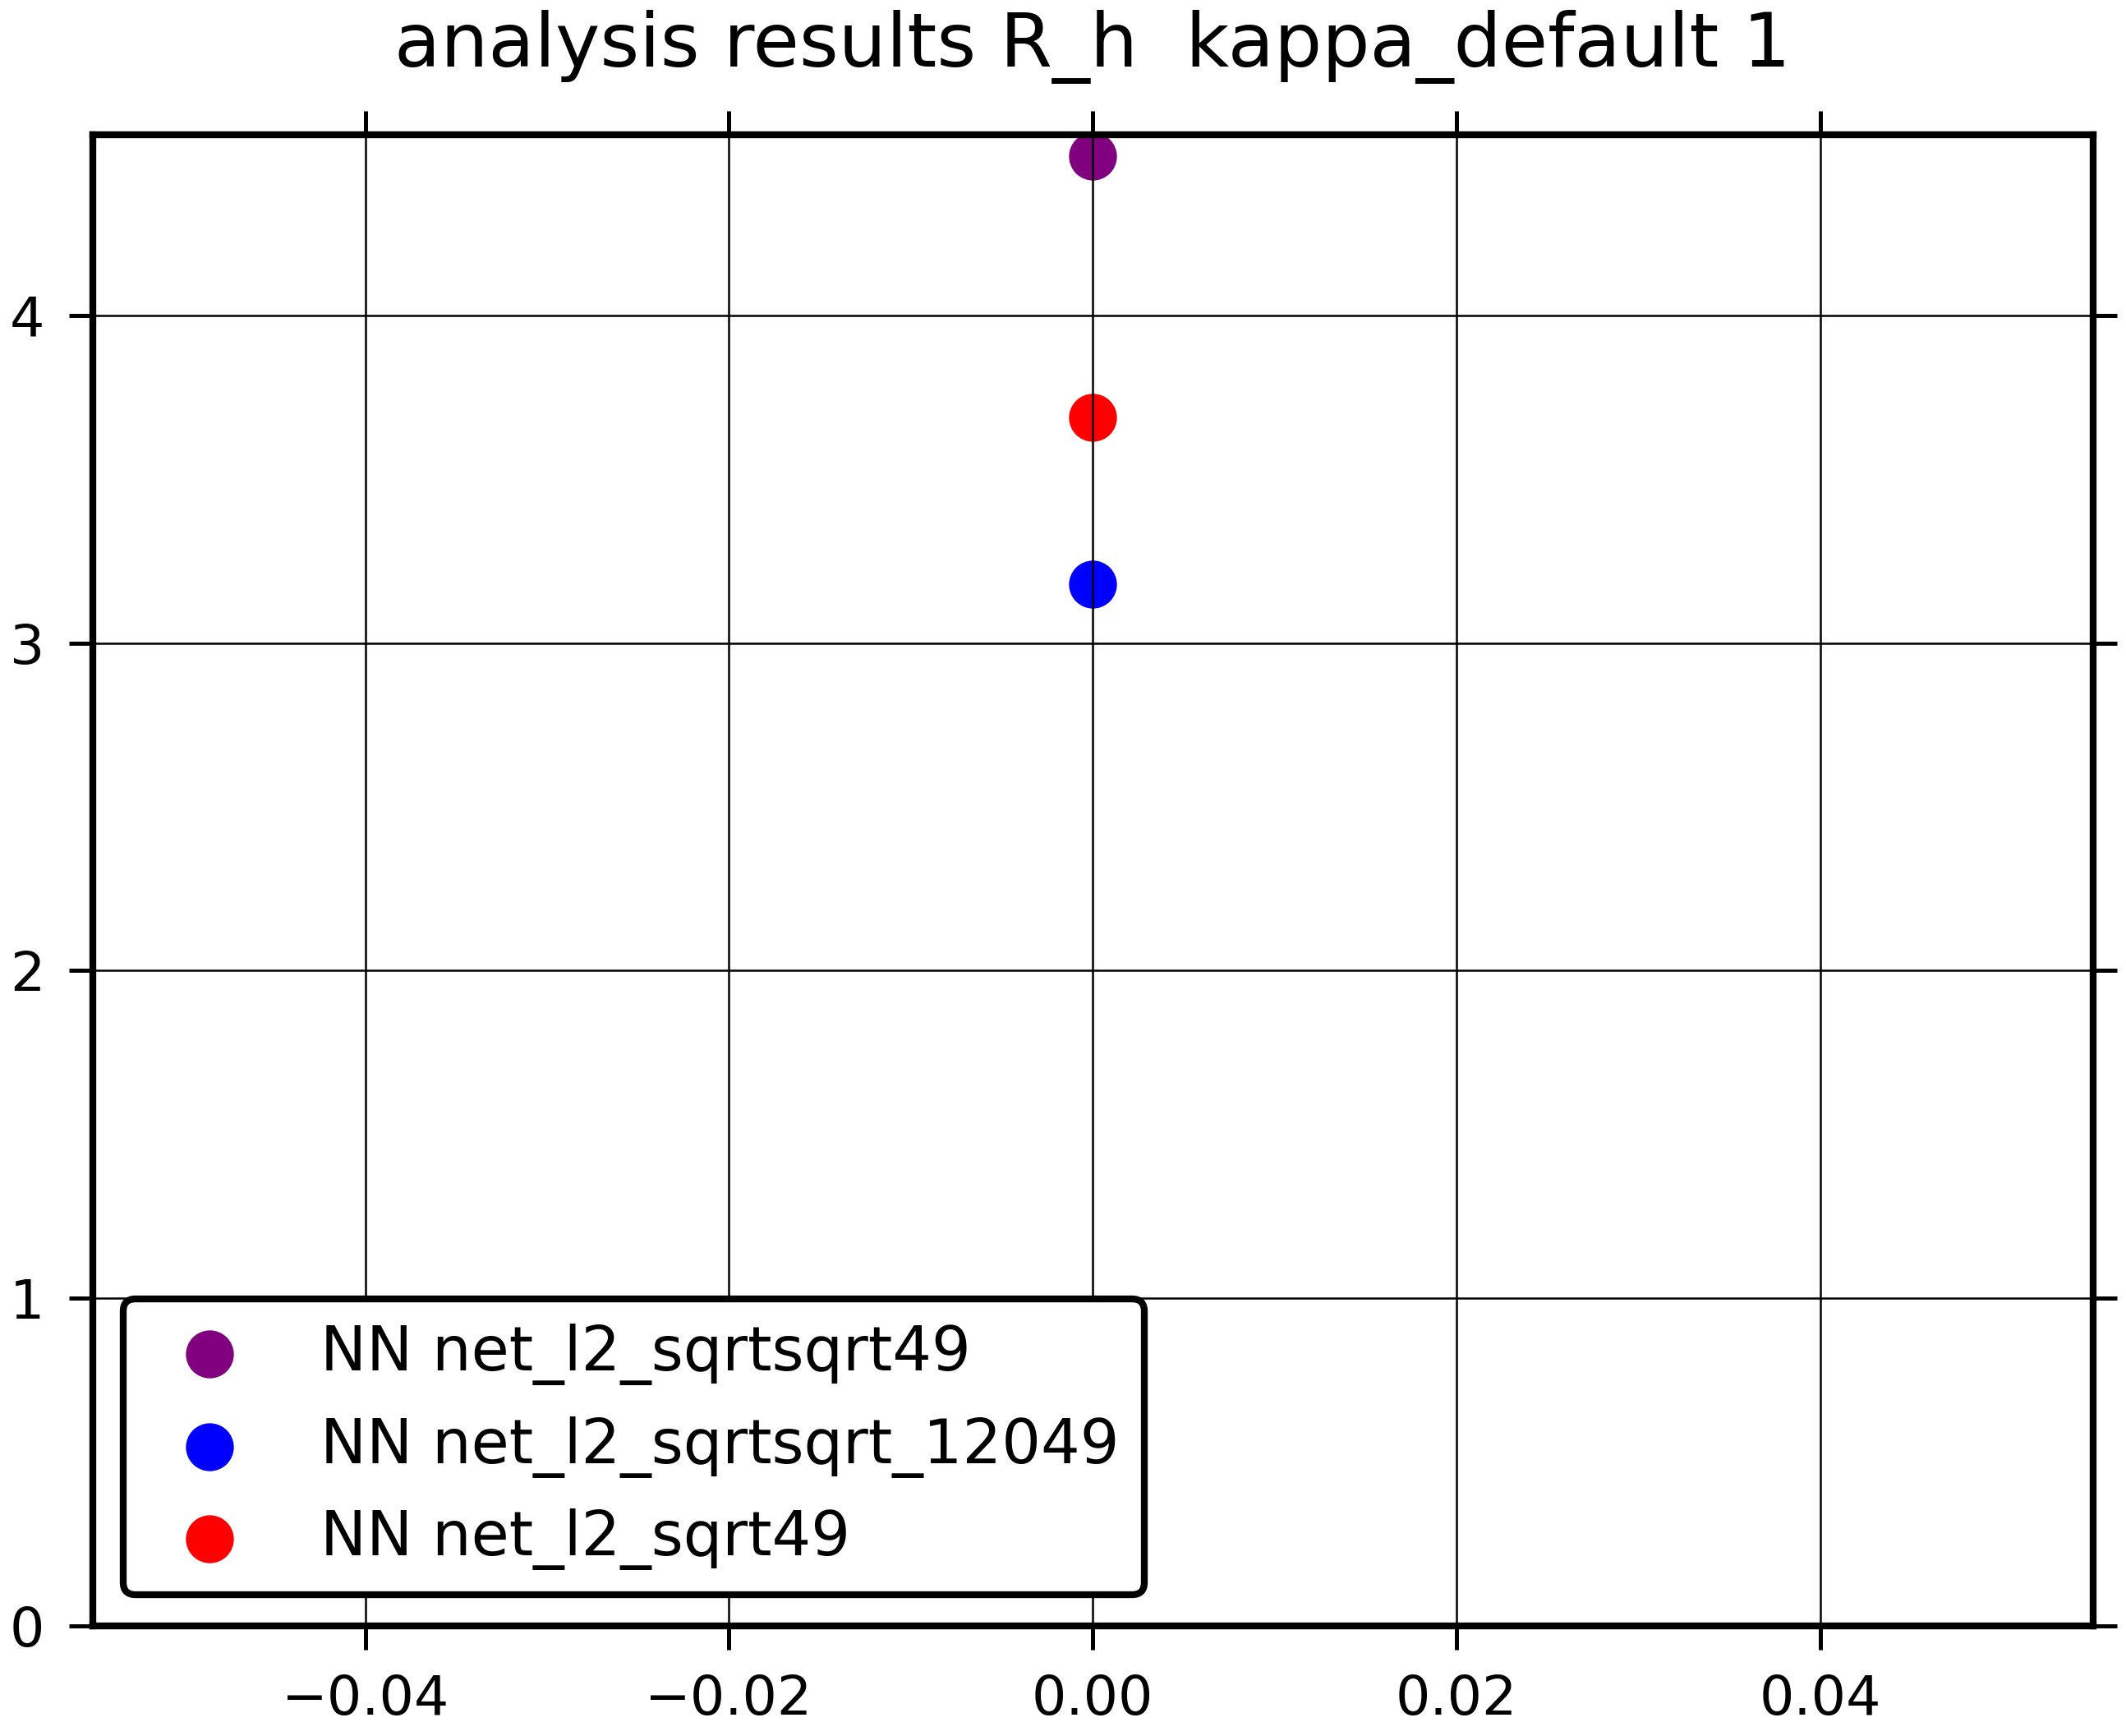 analysis results R_h  kappa_default 1
4
3
2
1
0
NN net_l2_sqrtsqrt49
NN net_l2_sqrtsqrt_12049
NN net_l2_sqrt49
−0.04 −0.02 0.00 0.02 0.04